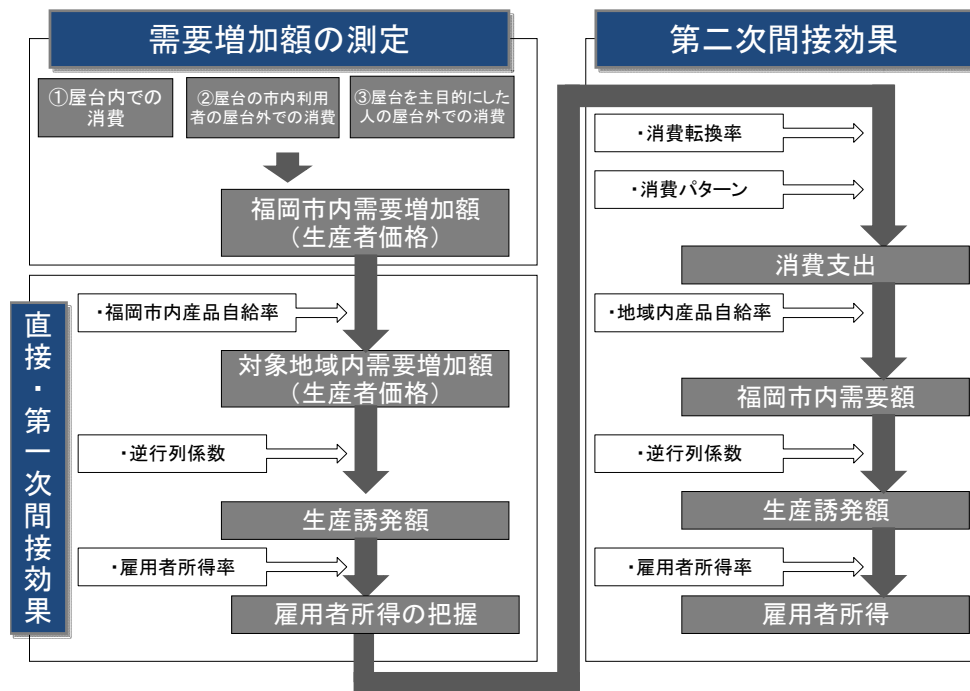 需要増加額の測定
①屋台内での
消費
②屋台の市内利用
者の屋台外での消費
③屋台を主目的にした
人の屋台外での消費
福岡市内需要増加額
（生産者価格）
直接・第一次間接効果
・福岡市内産品自給率
対象地域内需要増加額
（生産者価格）
・逆行列係数
生産誘発額
・雇用者所得率
雇用者所得の把握
第二次間接効果
・消費転換率
・消費パターン
消費支出
・地域内産品自給率
福岡市内需要額
・逆行列係数
生産誘発額
・雇用者所得率
雇用者所得